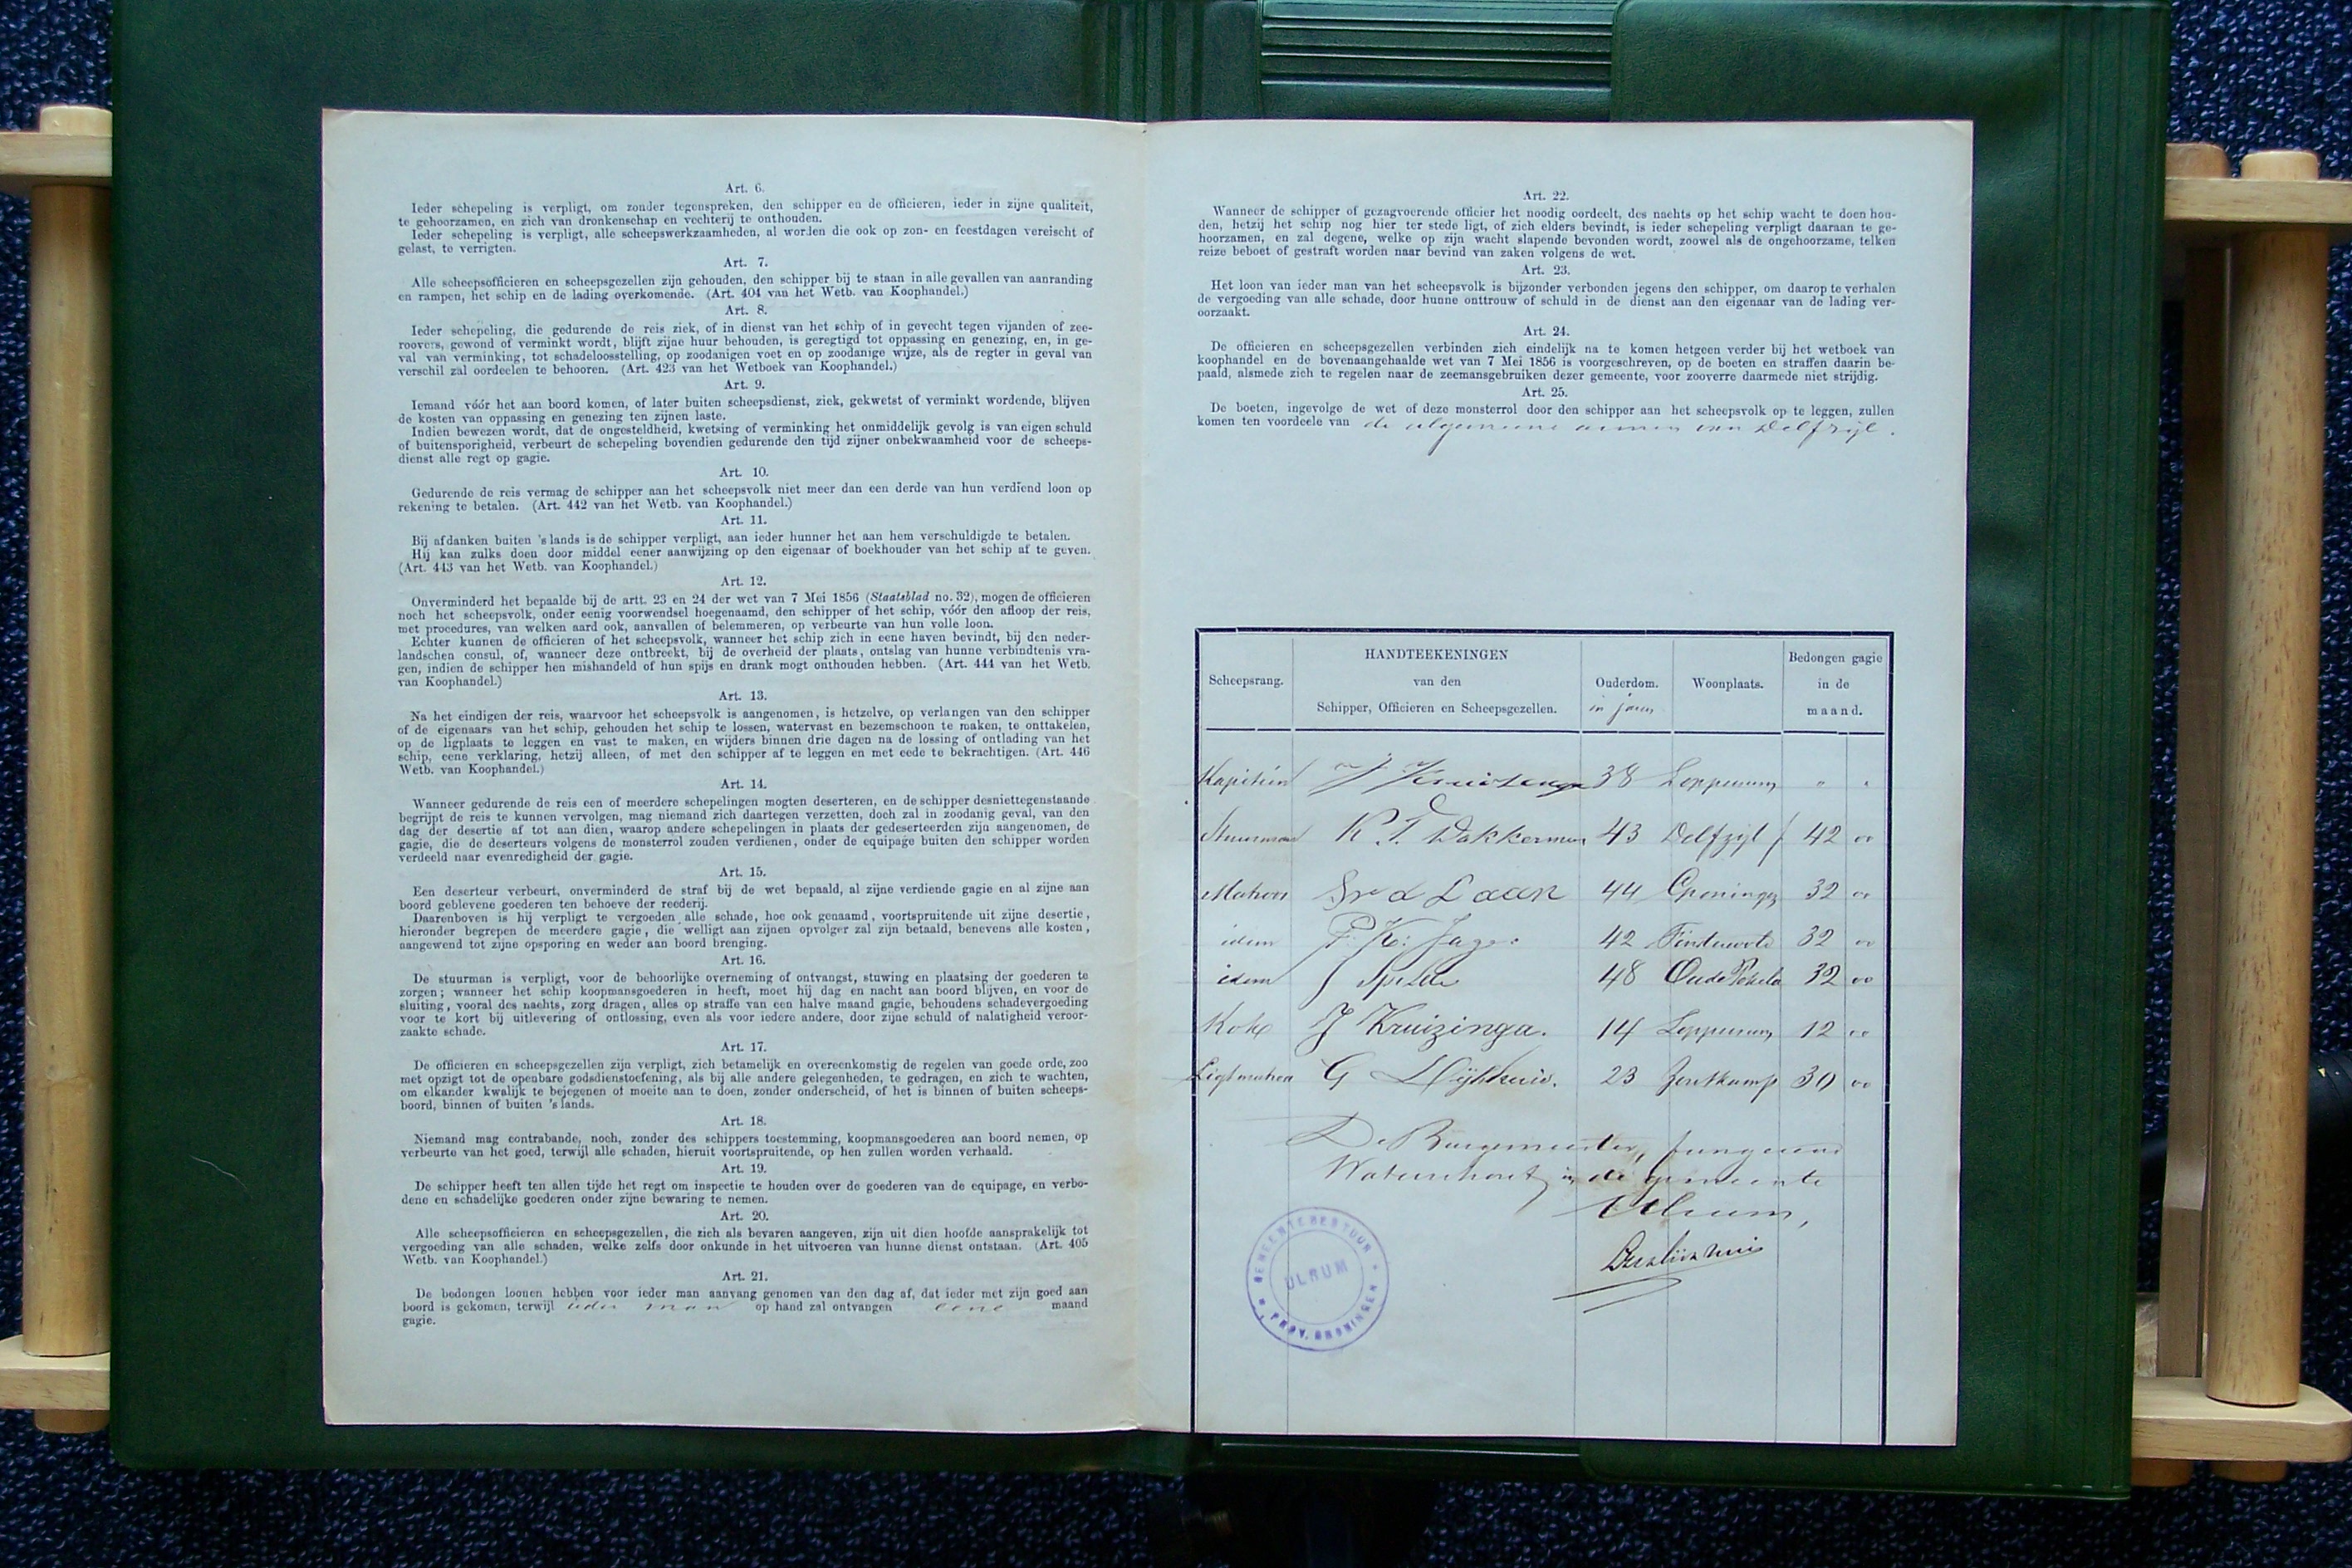 Art. 6.
Ieder schepeling is verpligt, om zonder tegenspreken, den schipper en de officieren, ieder in zijne qualiteit,
te gehoorzamen, en zich van dronkenschap en vechterij te onthouden.
Ieder schepeling is verpligt, alle scheepswerkzaamheden, al worden die ook op zon- en feestdagen vereischt of
gelast, te verrigten.
Art. 7.
Alle scheepsofficieren en scheepsgezellen zijn gehouden, den schipper bij te staan in alle gevallen van aanranding
en rampen, het schip en de lading overkomende. (Art. 404 van het Wetb. van Koophandel.)
Art. 8.
Ieder schepeling, die gedurende de reis ziek, of in dienst van het schip of in gevecht tegen vijanden of zee-
roovers, gewond of verminkt wordt, blijft zijne huur behouden, is geregtigd tot oppassing en genezing, en, in ge-
val van verminking, tot schadeloosstelling, op zoodanigen voet en op zoodanige wijze, als de regter in geval van
verschil zal oordeelen te behooren. (Art. 423 van het Wetboek van Koophandel.)
Art. 9.
Iemand vóór het aan boord komen, of later buiten scheepsdienst, ziek, gekwetst of verminkt wordende, blijven
de kosten van oppassing en genezing ten zijnen laste.
Indien bewezen wordt, dat de ongesteldheid, kwetsing of verminking het onmiddelijk gevolg is van eigen schuld
of buitensporigheid, verbeurt de schepeling bovendien gedurende den tijd zijner onbekwaamheid voor de scheeps-
dienst alle regt op gagie.
Art. 10.
Gedurende de reis vermag de schipper aan het scheepsvolk niet meer dan een derde van hun verdiend loon op
rekening te betalen. (Art. 442 van het Wetb. van Koophandel.)
Art. 11.
Bij afdanken buiten 's lands is de schipper verpligt, aan ieder hunner het aan hem verschuldigde te betalen.
Hij kan zulks doen door middel eener aanwijzing op den eigenaar of boekhouder van het schip af te geven.
(Art. 443 van het Wetb. van Koophandel.)
Art. 12.
Onverminderd het bepaalde bij de artt. 23 en 24 der wet van 7 Mei 1856 (Staatsblad no. 32), mogen de officieren
noch het scheepsvolk, onder eenig voorwendsel hoegenaamd, den schipper of het schip, vóór den afloop der reis,
met procedures, van welken aard ook, aanvallen of belemmeren, op verbeurte van hun volle loon.
Echter kunnen de officieren of het scheepsvolk, wanneer het schip zich in eene haven bevindt, bij den neder-
landschen consul, of, wanneer deze ontbreekt, bij de overheid der plaats, ontslag van hunne verbindtenis vra-
gen, indien de schipper hen mishandeld of hun spijs en drank mogt onthouden hebben. (Art. 444 van het Wetb.
van Koophandel.)
Art. 13.
Na het eindigen der reis, waarvoor het scheepsvolk is aangenomen, is hetzelve, op verlangen van den schipper
of de eigenaars van het schip, gehouden het schip te lossen, watervast en bezemschoon te maken, te onttakelen,
op de ligplaats te leggen en vast te maken, en wijders binnen drie dagen na de lossing of ontlading van het
schip, eene verklaring, hetzij alleen, of met den schipper af te leggen en met eede te bekrachtigen. (Art. 446
Wetb. van Koophandel.)
Art. 14.
Wanneer gedurende de reis een of meerdere schepelingen mogten deserteren, en de schipper desniettegenstaande
begrijpt de reis te kunnen vervolgen, mag niemand zich daartegen verzetten, doch zal in zoodanig geval, van den
dag der desertie af tot aan dien, waarop andere schepelingen in plaats der gedeserteerden zijn aangenomen, de
gagie, die de deserteurs volgens de monsterrol zouden verdienen, onder de equipage buiten den schipper worden
verdeeld naar evenredigheid der gagie.
Art. 15.
Een deserteur verbeurt, onverminderd de straf bij de wet bepaald, al zijne verdiende gagie en al zijne aan
boord geblevene goederen ten behoeve der reederij.
Daarenboven is hij verpligt te vergoeden alle schade, hoe ook genaamd, voortspruitende uit zijne desertie,
hieronder begrepen de meerdere gagie, die welligt aan zijnen opvolger zal zijn betaald, benevens alle kosten,
aangewend tot zijne opsporing en weder aan boord brenging.
Art. 16.
De stuurman is verpligt, voor de behoorlijke overneming of ontvangst, stuwing en plaatsing der goederen te
zorgen; wanneer het schip koopmansgoederen in heeft, moet hij dag en nacht aan boord blijven, en voor de
sluiting, vooral des nachts, zorg dragen, alles op straffe van een halve maand gagie, behoudens schadevergoeding
voor te kort bij uitlevering of ontlossing, even als voor iedere andere, door zijne schuld of nalatigheid veroor-
zaakte schade.
Art. 17.
De officieren en scheepsgezellen zijn verpligt, zich betamelijk en overeenkomstig de regelen van goede orde, zoo
met opzigt tot de openbare godsdienstoefening, als bij alle andere gelegenheden, te gedragen, en zich te wachten,
om elkander kwalijk te bejegenen of moeite aan te doen, zonder onderscheid, of het is binnen of buiten scheeps-
boord, binnen of buiten 's lands.
Art. 18.
Niemand mag contrabande, noch, zonder des schippers toestemming, koopmansgoederen aan boord nemen, op
verbeurte van het goed, terwijl alle schaden, hieruit voortspruitende, op hen zullen worden verhaald.
Art. 19.
De schipper heeft ten allen tijde het regt om inspectie te houden over de goederen van de equipage, en verbo-
dene en schadelijke goederen onder zijne bewaring te nemen.
Art. 20.
Alle scheepsofficieren en scheepsgezellen, die zich als bevaren aangeven, zijn uit dien hoofde aansprakelijk tot
vergoeding van alle schaden, welke zelfs door onkunde in het uitvoeren van hunne dienst ontstaan. (Art. 405
Wetb. van Koophandel.)
Art. 21.
De bedongen loonen hebben voor ieder man aanvang genomen van den dag af, dat ieder met zijn goed aan
boord is gekomen, terwijl ieder man op hand zal ontvangen eene maand
gagie.
Art. 22.
Wanneer de schipper of gezagvoerende officier het noodig oordeelt, des nachts op het schip wacht te doen hou-
den, hetzij het schip nog hier ter stede ligt, of zich elders bevindt, is ieder schepeling verpligt daaraan te ge-
hoorzamen, en zal degene, welke op zijn wacht slapende bevonden wordt, zoowel als de ongehoorzame, telken
reize beboet of gestraft worden naar bevind van zaken volgens de wet.
Art. 23.
Het loon van ieder man van het scheepsvolk is bijzonder verbonden jegens den schipper, om daarop te verhalen
de vergoeding van alle schade, door hunne onttrouw of schuld in de dienst aan den eigenaar van de lading ver-
oorzaakt.
Art. 24.
De officieren en scheepsgezellen verbinden zich eindelijk na te komen hetgeen verder bij het wetboek van
koophandel en de bovenaangehaalde wet van 7 Mei 1856 is voorgeschreven, op de boeten en straffen daarin be-
paald, alsmede zich te regelen naar de zeemansgebruiken dezer gemeente, voor zooverre daarmede niet strijdig.
Art. 25.
De boeten, ingevolge de wet of deze monsterrol door den schipper aan het scheepsvolk op te leggen, zullen
komen ten voordeele van de algemeene armen van Delfzijl.
Scheepsrang. HANDTEEKENINGEN van den Schipper, Officieren en Scheepsgezellen. Ouderdom. in jaren Woonplaats. Bedongen gagie in de maand.
Kapitein J Kruizenga 38 Loppersum " "
Stuurman K. T. Wakkerman 43 Delfzijl f 42 00
Matroos d Laan 44 Groningen 32 00
idem P. K. Jager 42 Finsterwolde 32 00
idem J Spelde 48 Oude Pekela 32 00
Kok J Kruizinga. 14 Loppersum 12 00
Ligtmatroos G Dijkhuis. 23 Zoutkamp 30 00
De Burgemeester, fungerend
Waterschout in de gemeente
Ulrum,
GEMEENTEBESTUUR
ULRUM
PROV. GRONINGEN